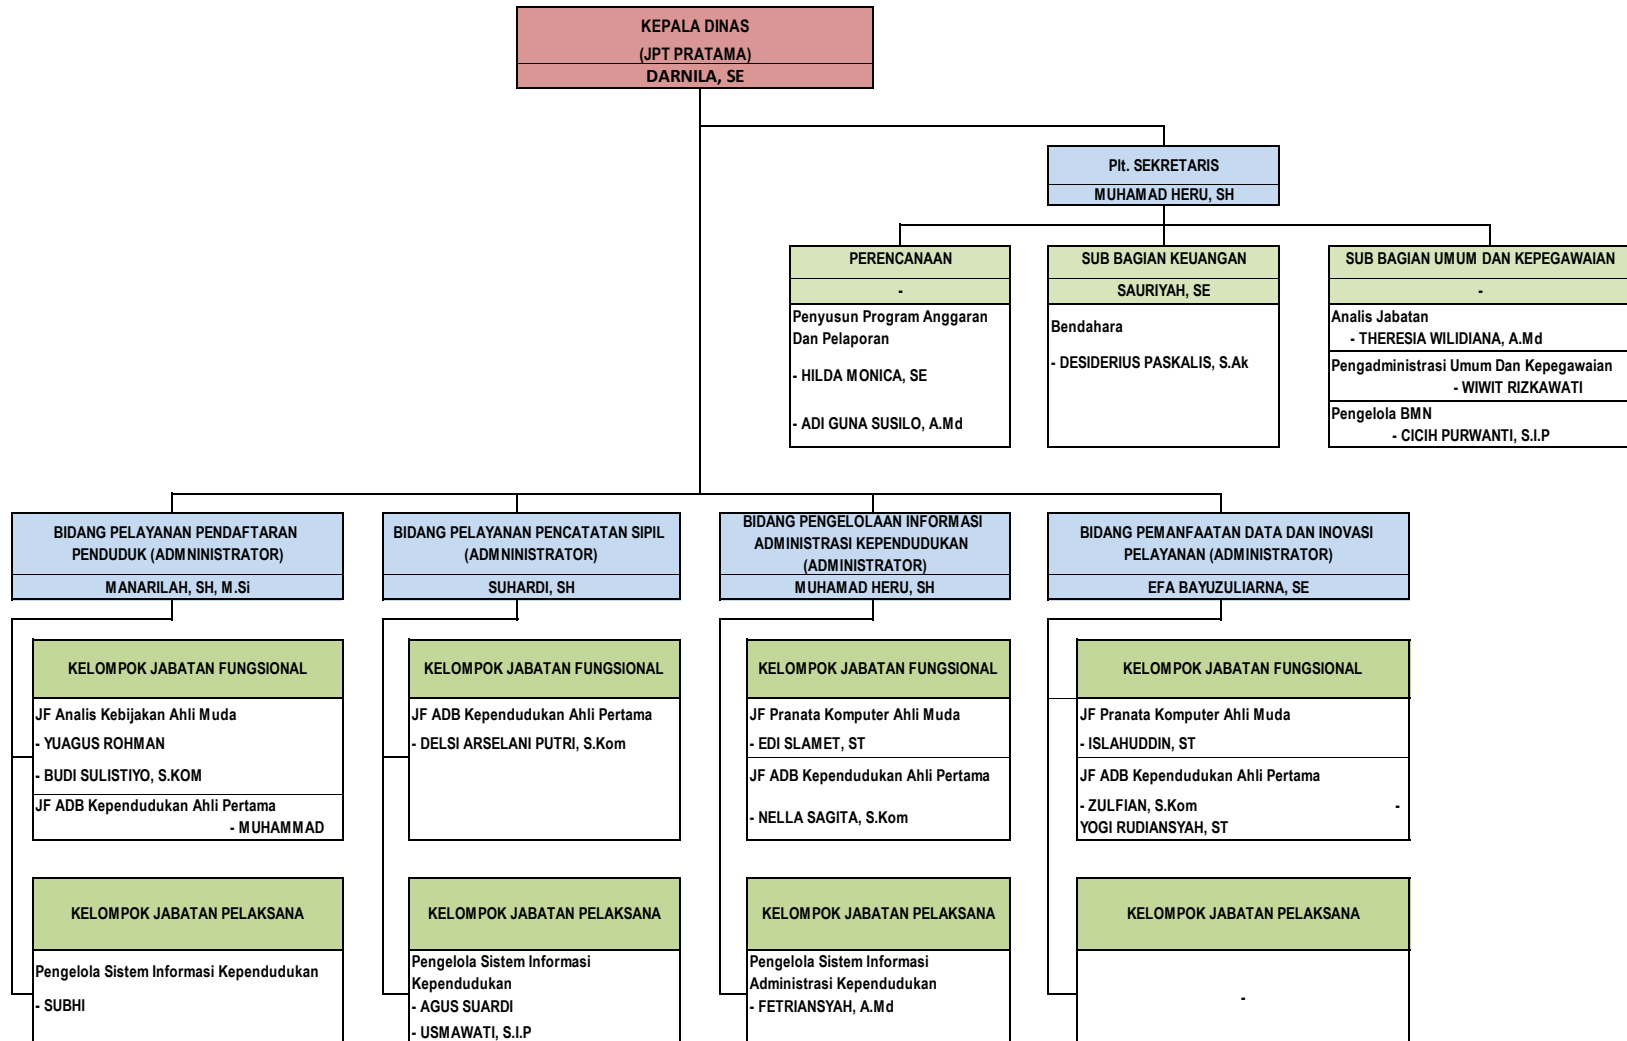 KEPALA DINAS
(JPT PRATAMA)
DARNILA, SE
Plt. SEKRETARIS
MUHAMAD HERU, SH
PERENCANAAN
-
Penyusun Program Anggaran
Dan Pelaporan
- HILDA MONICA, SE
- ADI GUNA SUSILO, A.Md
SUB BAGIAN KEUANGAN
SAURIYAH, SE
Bendahara
- DESIDERIUS PASKALIS, S.Ak
SUB BAGIAN UMUM DAN KEPEGAWAIAN
-
Analis Jabatan
- THERESIA WILIDIANA, A.Md
Pengadministrasi Umum Dan Kepegawaian
- WIWIT RIZKAWATI
Pengelola BMN
- CICIH PURWANTI, S.I.P
BIDANG PELAYANAN PENDAFTARAN
PENDUDUK (ADMNINISTRATOR)
MANARILAH, SH, M.Si
KELOMPOK JABATAN FUNGSIONAL
JF Analis Kebijakan Ahli Muda
- YUAGUS ROHMAN
- BUDI SULISTIYO, S.KOM
JF ADB Kependudukan Ahli Pertama
- MUHAMMAD
KELOMPOK JABATAN PELAKSANA
Pengelola Sistem Informasi Kependudukan
- SUBHI
BIDANG PELAYANAN PENCATATAN SIPIL
(ADMNINISTRATOR)
SUHARDI, SH
KELOMPOK JABATAN FUNGSIONAL
JF ADB Kependudukan Ahli Pertama
- DELSI ARSELANI PUTRI, S.Kom
KELOMPOK JABATAN PELAKSANA
Pengelola Sistem Informasi
Kependudukan
- AGUS SUARDI
- USMAWATI, S.I.P
BIDANG PENGELOLAAN INFORMASI
ADMINISTRASI KEPENDUDUKAN
(ADMINISTRATOR)
MUHAMAD HERU, SH
KELOMPOK JABATAN FUNGSIONAL
JF Pranata Komputer Ahli Muda
- EDI SLAMET, ST
JF ADB Kependudukan Ahli Pertama
- NELLA SAGITA, S.Kom
KELOMPOK JABATAN PELAKSANA
Pengelola Sistem Informasi
Administrasi Kependudukan
- FETRIANSYAH, A.Md
BIDANG PEMANFAATAN DATA DAN INOVASI
PELAYANAN (ADMINISTRATOR)
EFA BAYUZULIARNA, SE
KELOMPOK JABATAN FUNGSIONAL
JF Pranata Komputer Ahli Muda
- ISLAHUDDIN, ST
JF ADB Kependudukan Ahli Pertama
- ZULFIAN, S.Kom -
YOGI RUDIANSYAH, ST
KELOMPOK JABATAN PELAKSANA
-